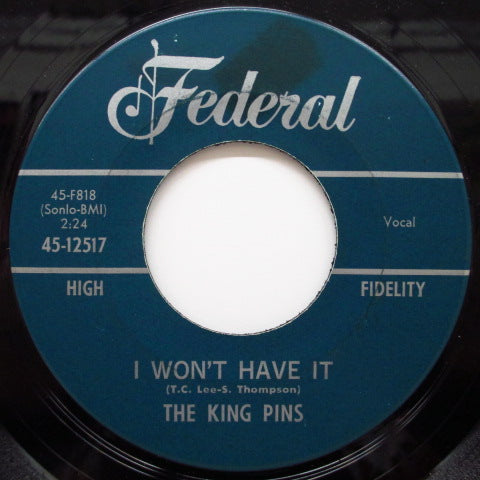 Federal
45-F818
(Sonlo-BMI)
2:24
45-12517
Vocal
HIGH FIDELITY
I WON'T HAVE IT
(T.C. Lee-S. Thompson)
THE KING PINS